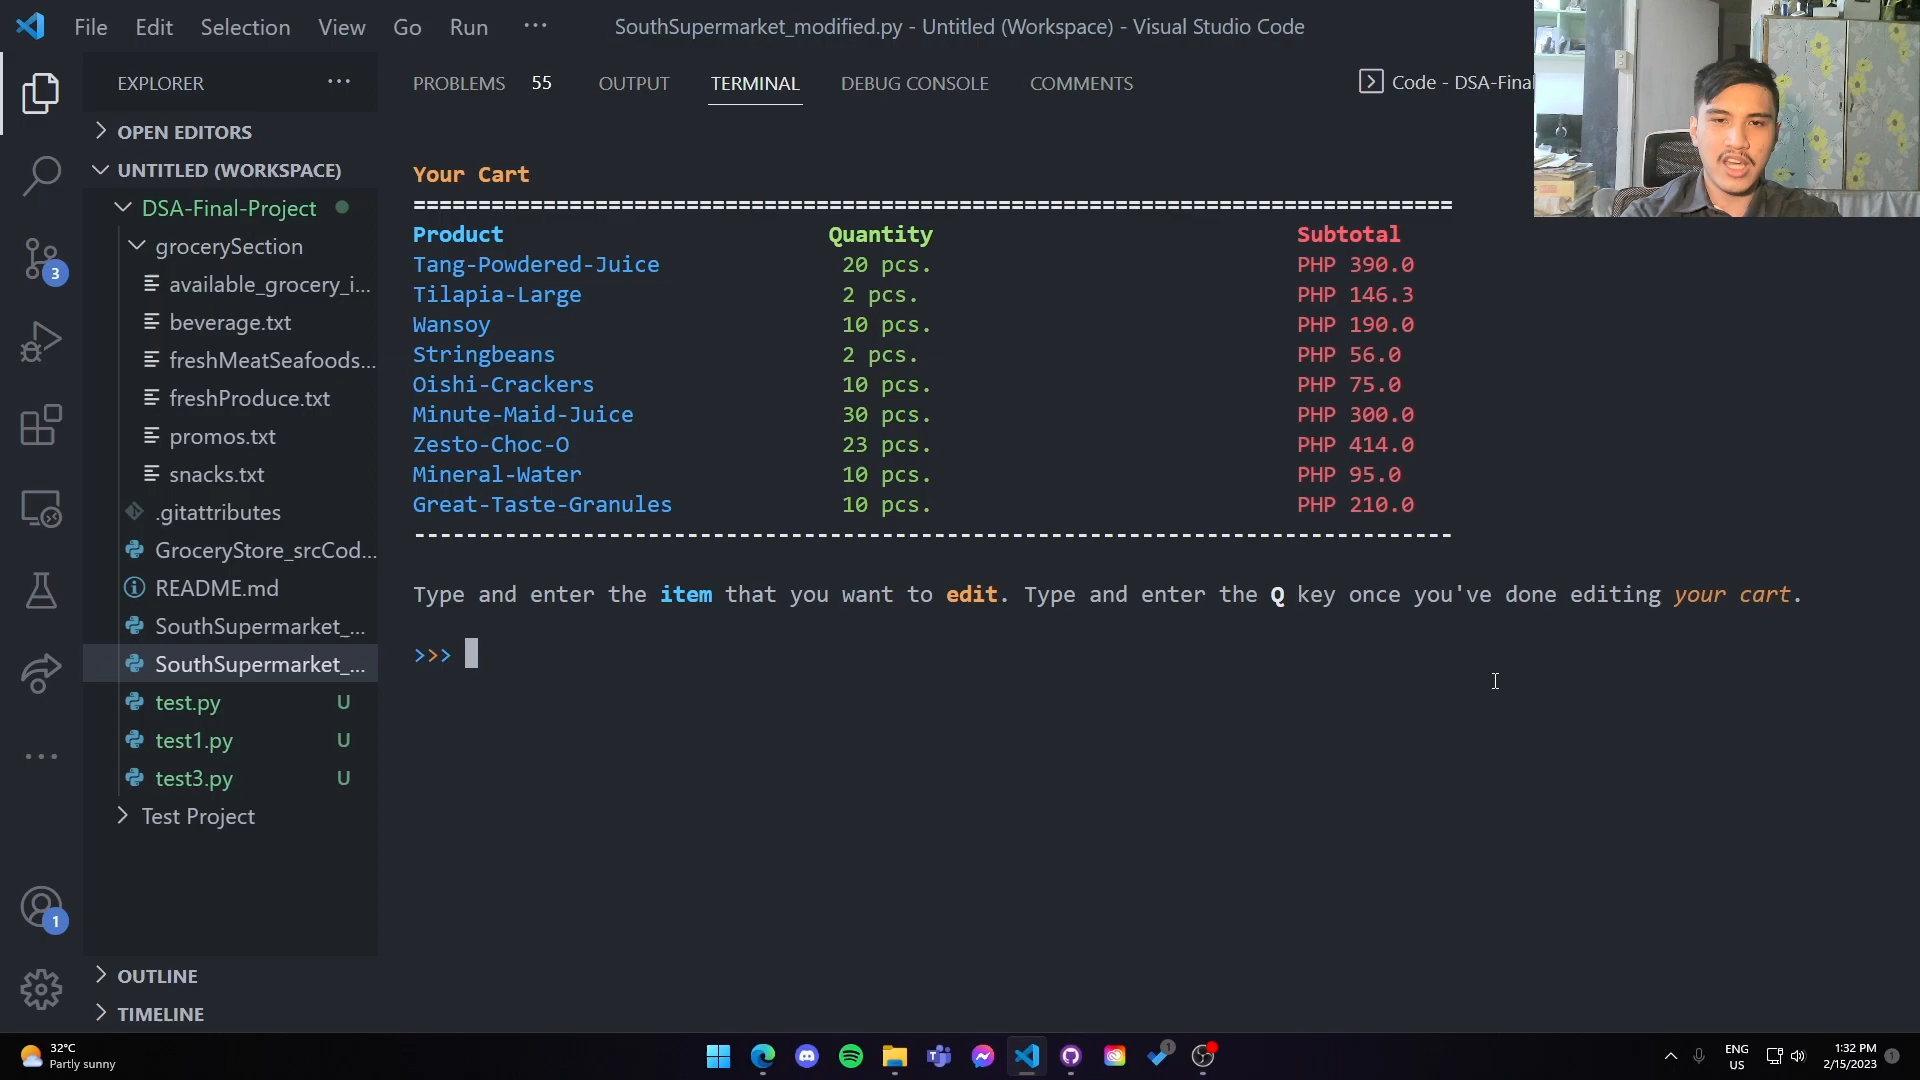 File Edit Selection View Go Run ...
SouthSupermarket_modified.py - Untitled (Workspace) - Visual Studio Code
EXPLORER
OPEN EDITORS
UNTITLED (WORKSPACE)
DSA-Final-Project
grocerySection
available_grocery_i...
beverage.txt
freshMeatSeafoods...
freshProduce.txt
promos.txt
snacks.txt
.gitattributes
GroceryStore_srcCod...
README.md
SouthSupermarket_...
SouthSupermarket_...
test.py U
test1.py U
test3.py U
Test Project
OUTLINE
TIMELINE
3
1
PROBLEMS 55 OUTPUT TERMINAL DEBUG CONSOLE COMMENTS
Code - DSA-Final
Your Cart
================================================================================
Product Quantity Subtotal
Tang-Powdered-Juice 20 pcs. PHP 390.0
Tilapia-Large 2 pcs. PHP 146.3
Wansoy 10 pcs. PHP 190.0
Stringbeans 2 pcs. PHP 56.0
Oishi-Crackers 10 pcs. PHP 75.0
Minute-Maid-Juice 30 pcs. PHP 300.0
Zesto-Choc-O 23 pcs. PHP 414.0
Mineral-Water 10 pcs. PHP 95.0
Great-Taste-Granules 10 pcs. PHP 210.0
--------------------------------------------------------------------------------
Type and enter the item that you want to edit. Type and enter the Q key once you've done editing your cart.
>>>
32°C
Partly sunny
1
ENG
US
1:32 PM
2/15/2023
1